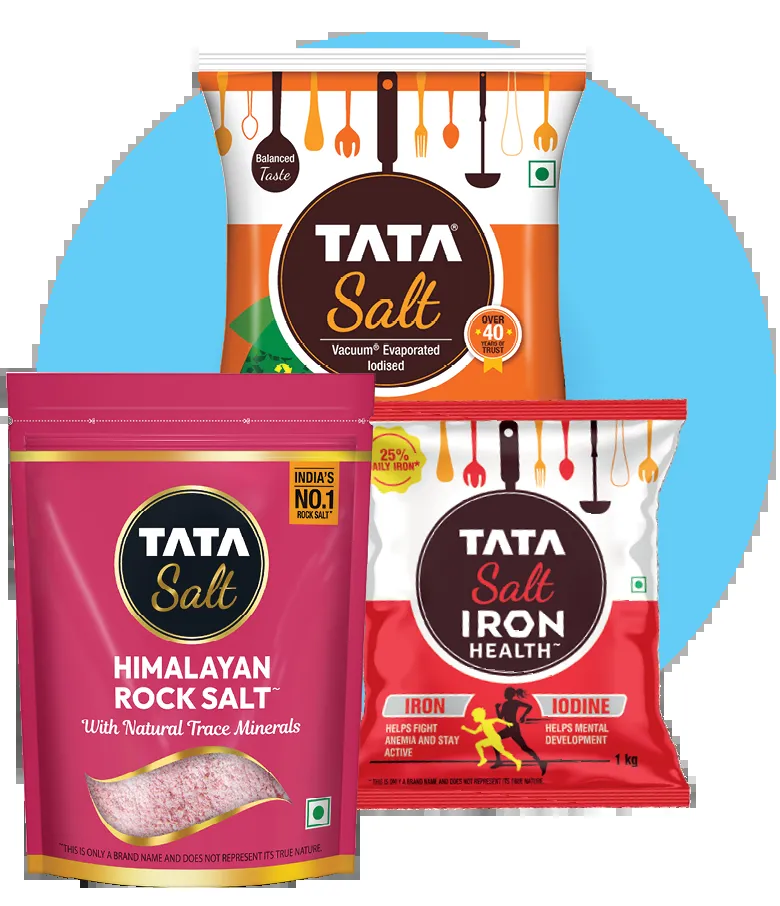 Balanced
Taste
TATA®
Salt
Vacuum® Evaporated
Iodised
OVER
40
YEARS OF
TRUST
INDIA'S
NO.1
ROCK SALT~
TATA
Salt
HIMALAYAN
ROCK SALT~
With Natural Trace Minerals
~THIS IS ONLY A BRAND NAME AND DOES NOT REPRESENT ITS TRUE NATURE.
25%
AILY IRON*
TATA
Salt
IRON
HEALTH~
IRON
HELPS FIGHT
ANEMIA AND STAY
ACTIVE
IODINE
HELPS MENTAL
DEVELOPMENT
1 kg
~THIS IS ONLY A BRAND NAME AND DOES NOT REPRESENT ITS TRUE NATURE.